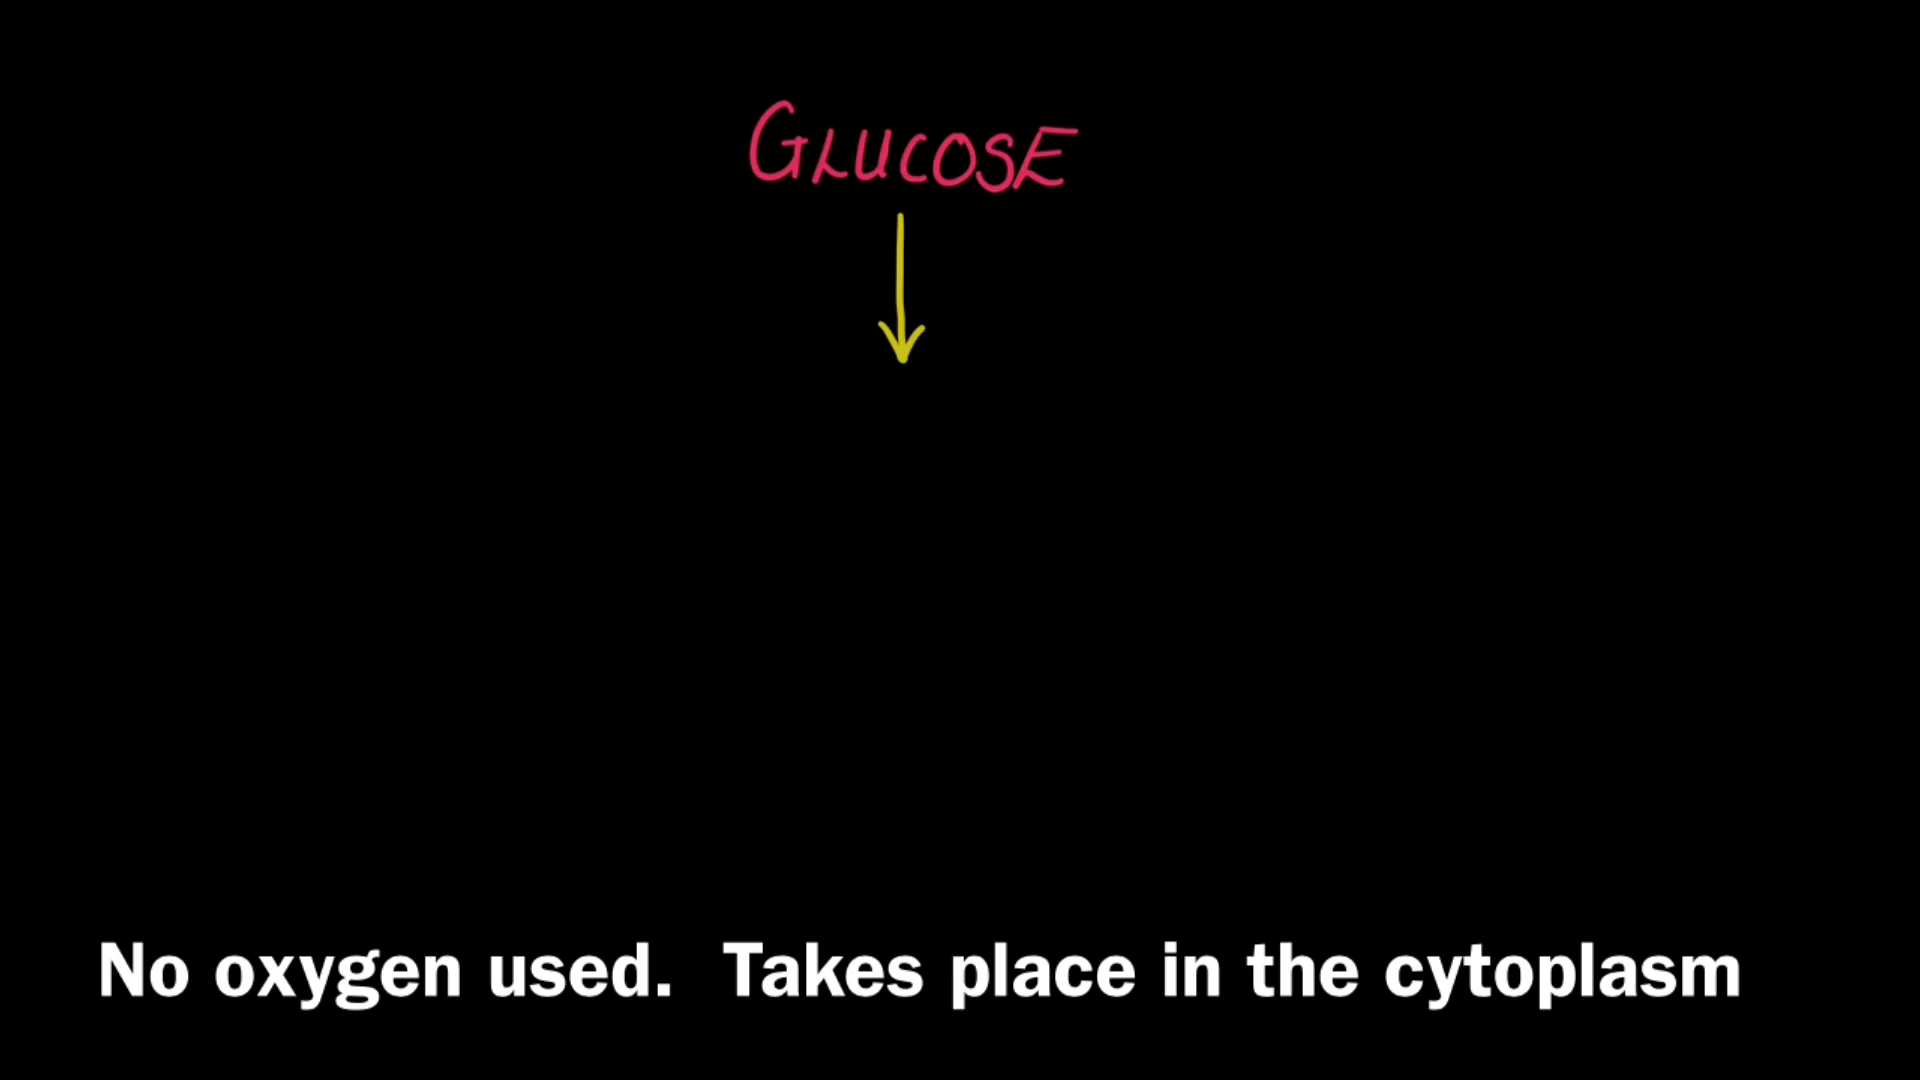 GLUCOSE
No oxygen used. Takes place in the cytoplasm